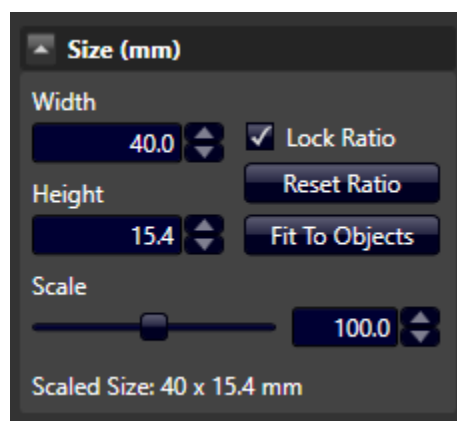 Size (mm)
Width
40.0
Lock Ratio
Reset Ratio
Height
15.4
Fit To Objects
Scale
100.0
Scaled Size: 40 x 15.4 mm